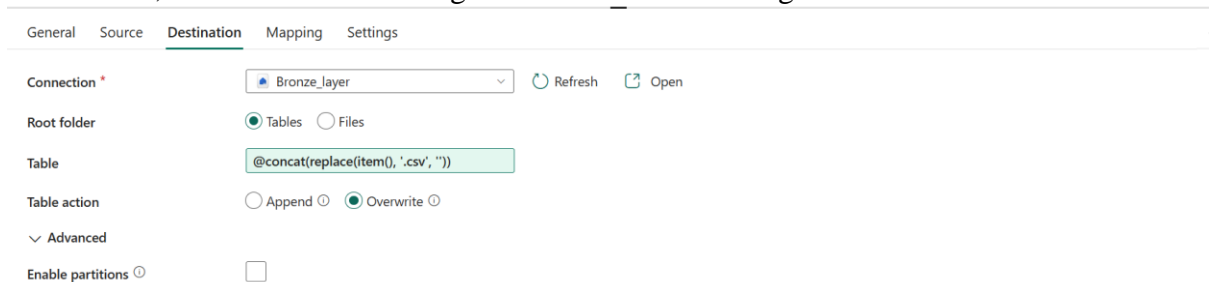 General Source Destination Mapping Settings
Connection * Bronze_layer Refresh Open
Root folder Tables Files
Table @concat(replace(item(), '.csv', ''))
Table action Append Overwrite
Advanced
Enable partitions